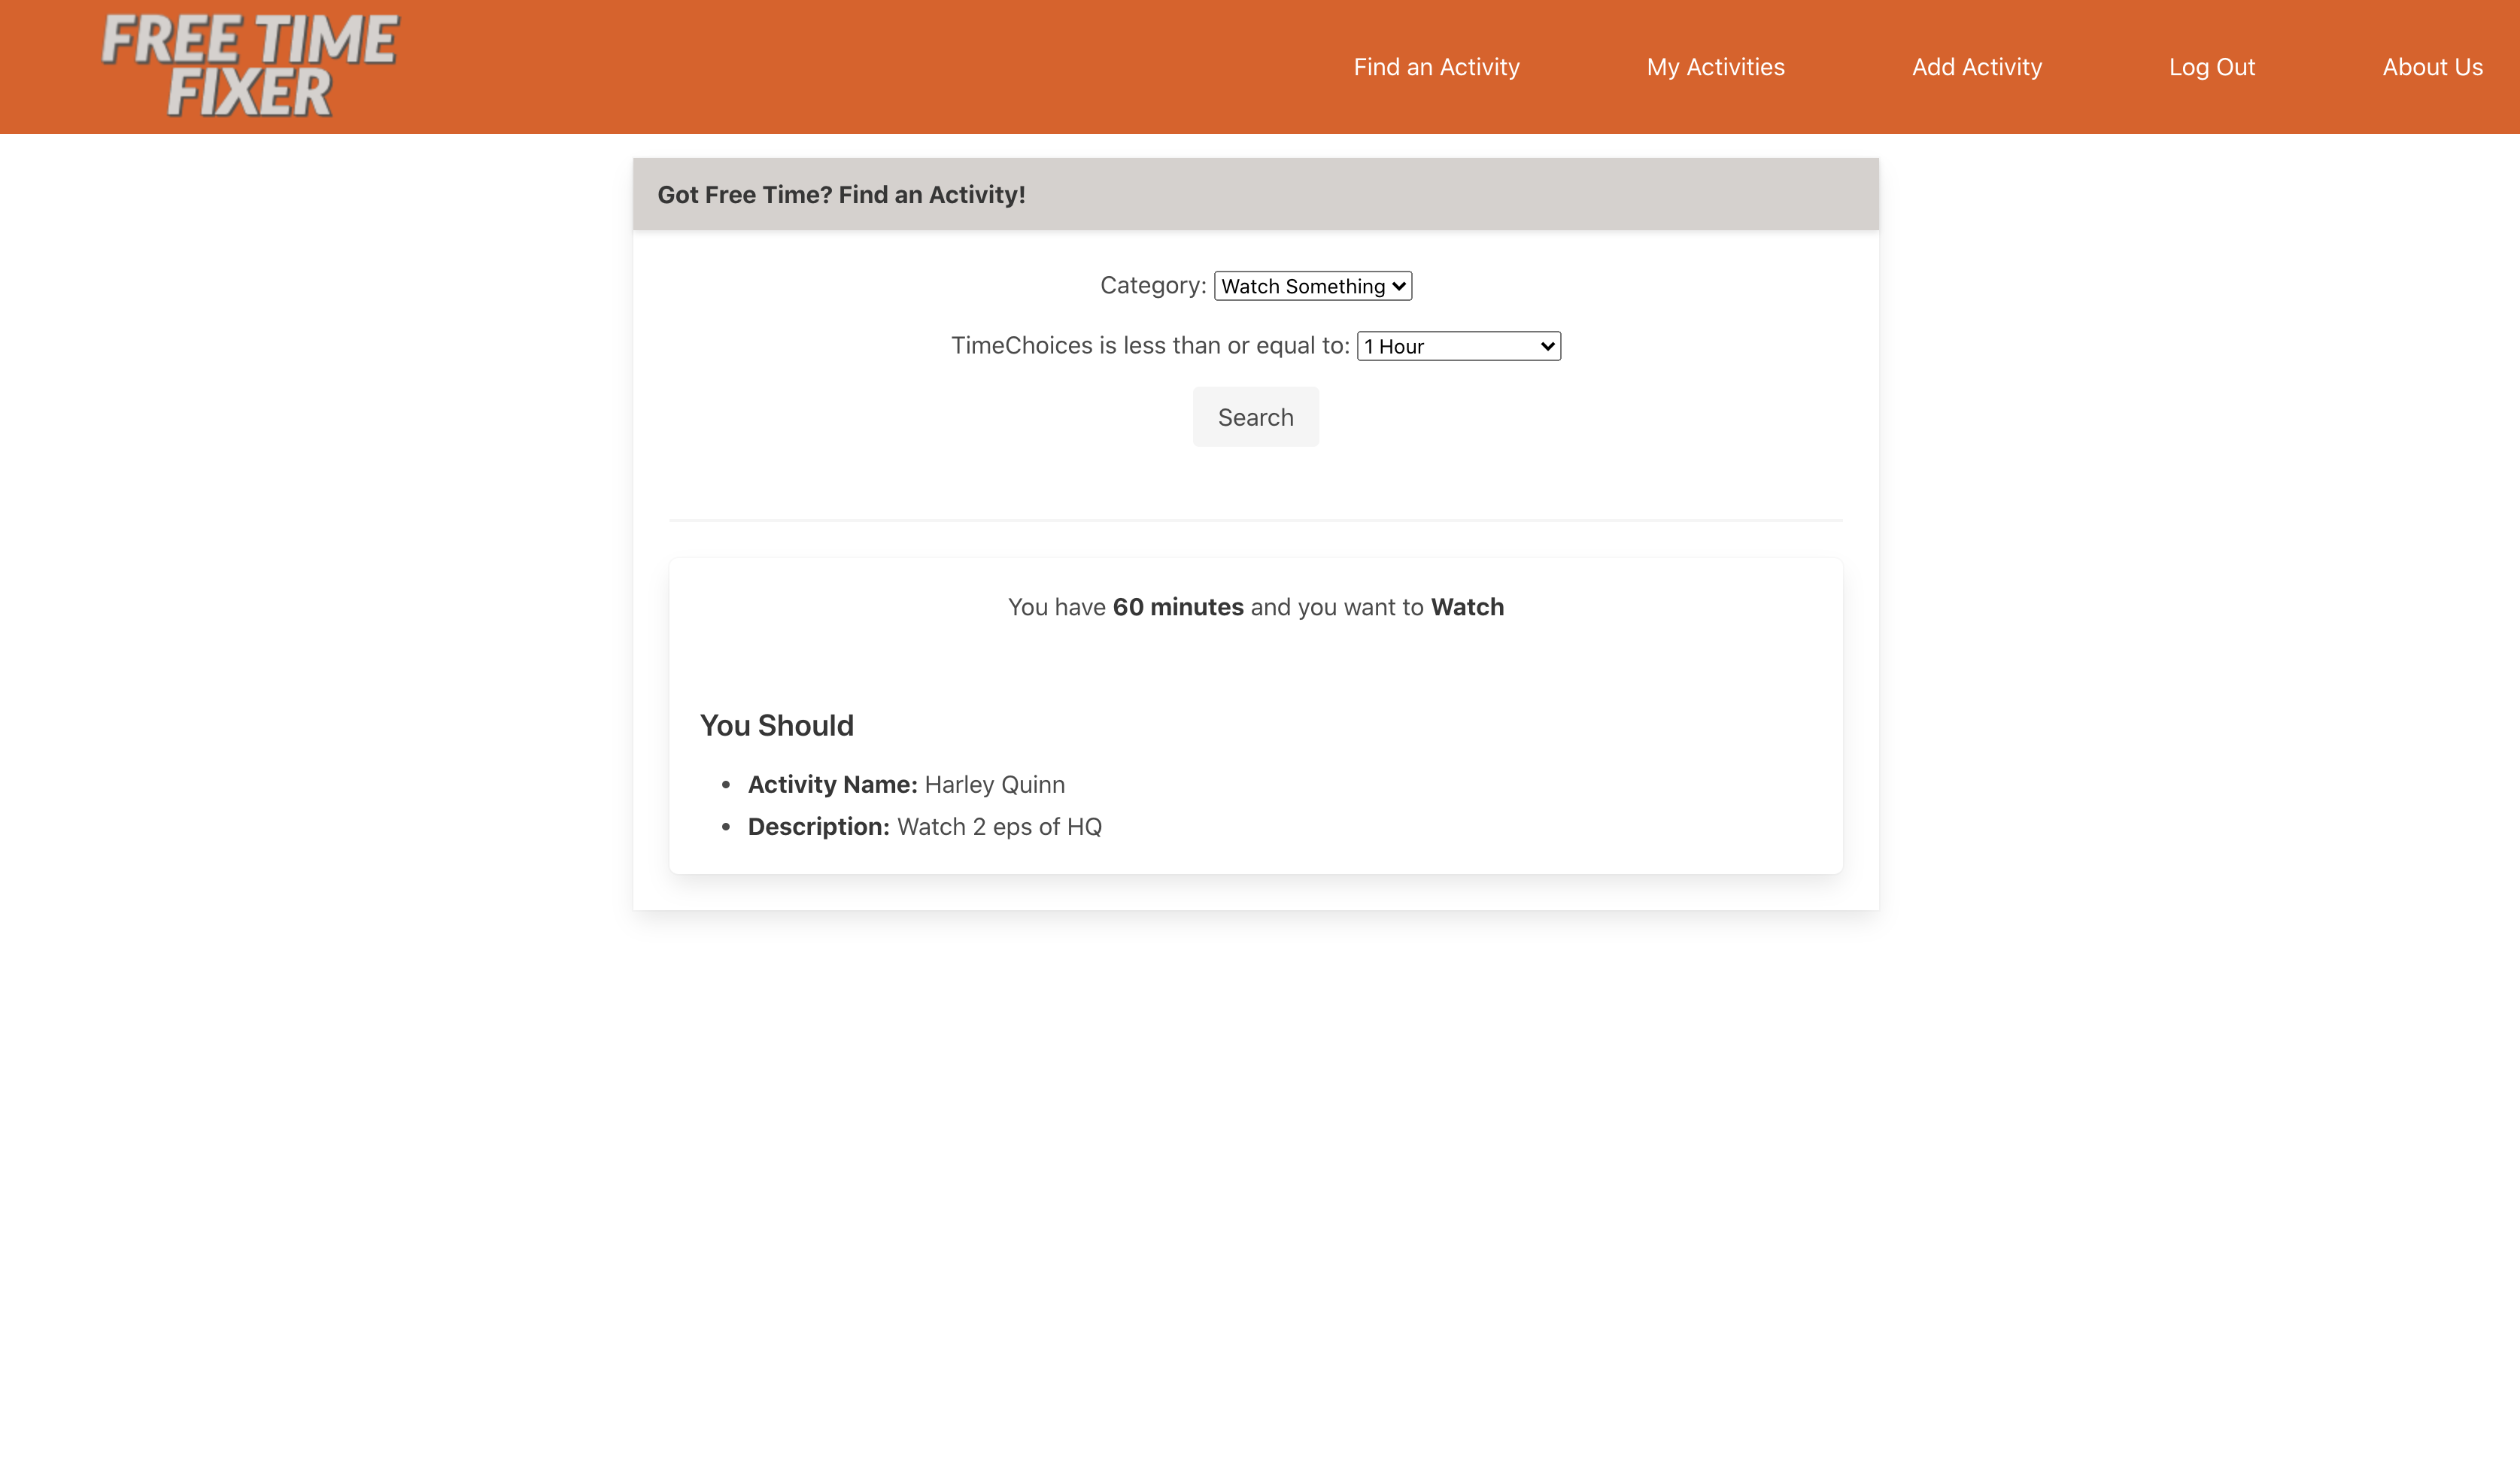 FREE TIME
FIXER
Find an Activity
My Activities
Add Activity
Log Out
About Us
Got Free Time? Find an Activity!
Category: Watch Something
TimeChoices is less than or equal to: 1 Hour
Search
You have 60 minutes and you want to Watch
You Should
• Activity Name: Harley Quinn
• Description: Watch 2 eps of HQ